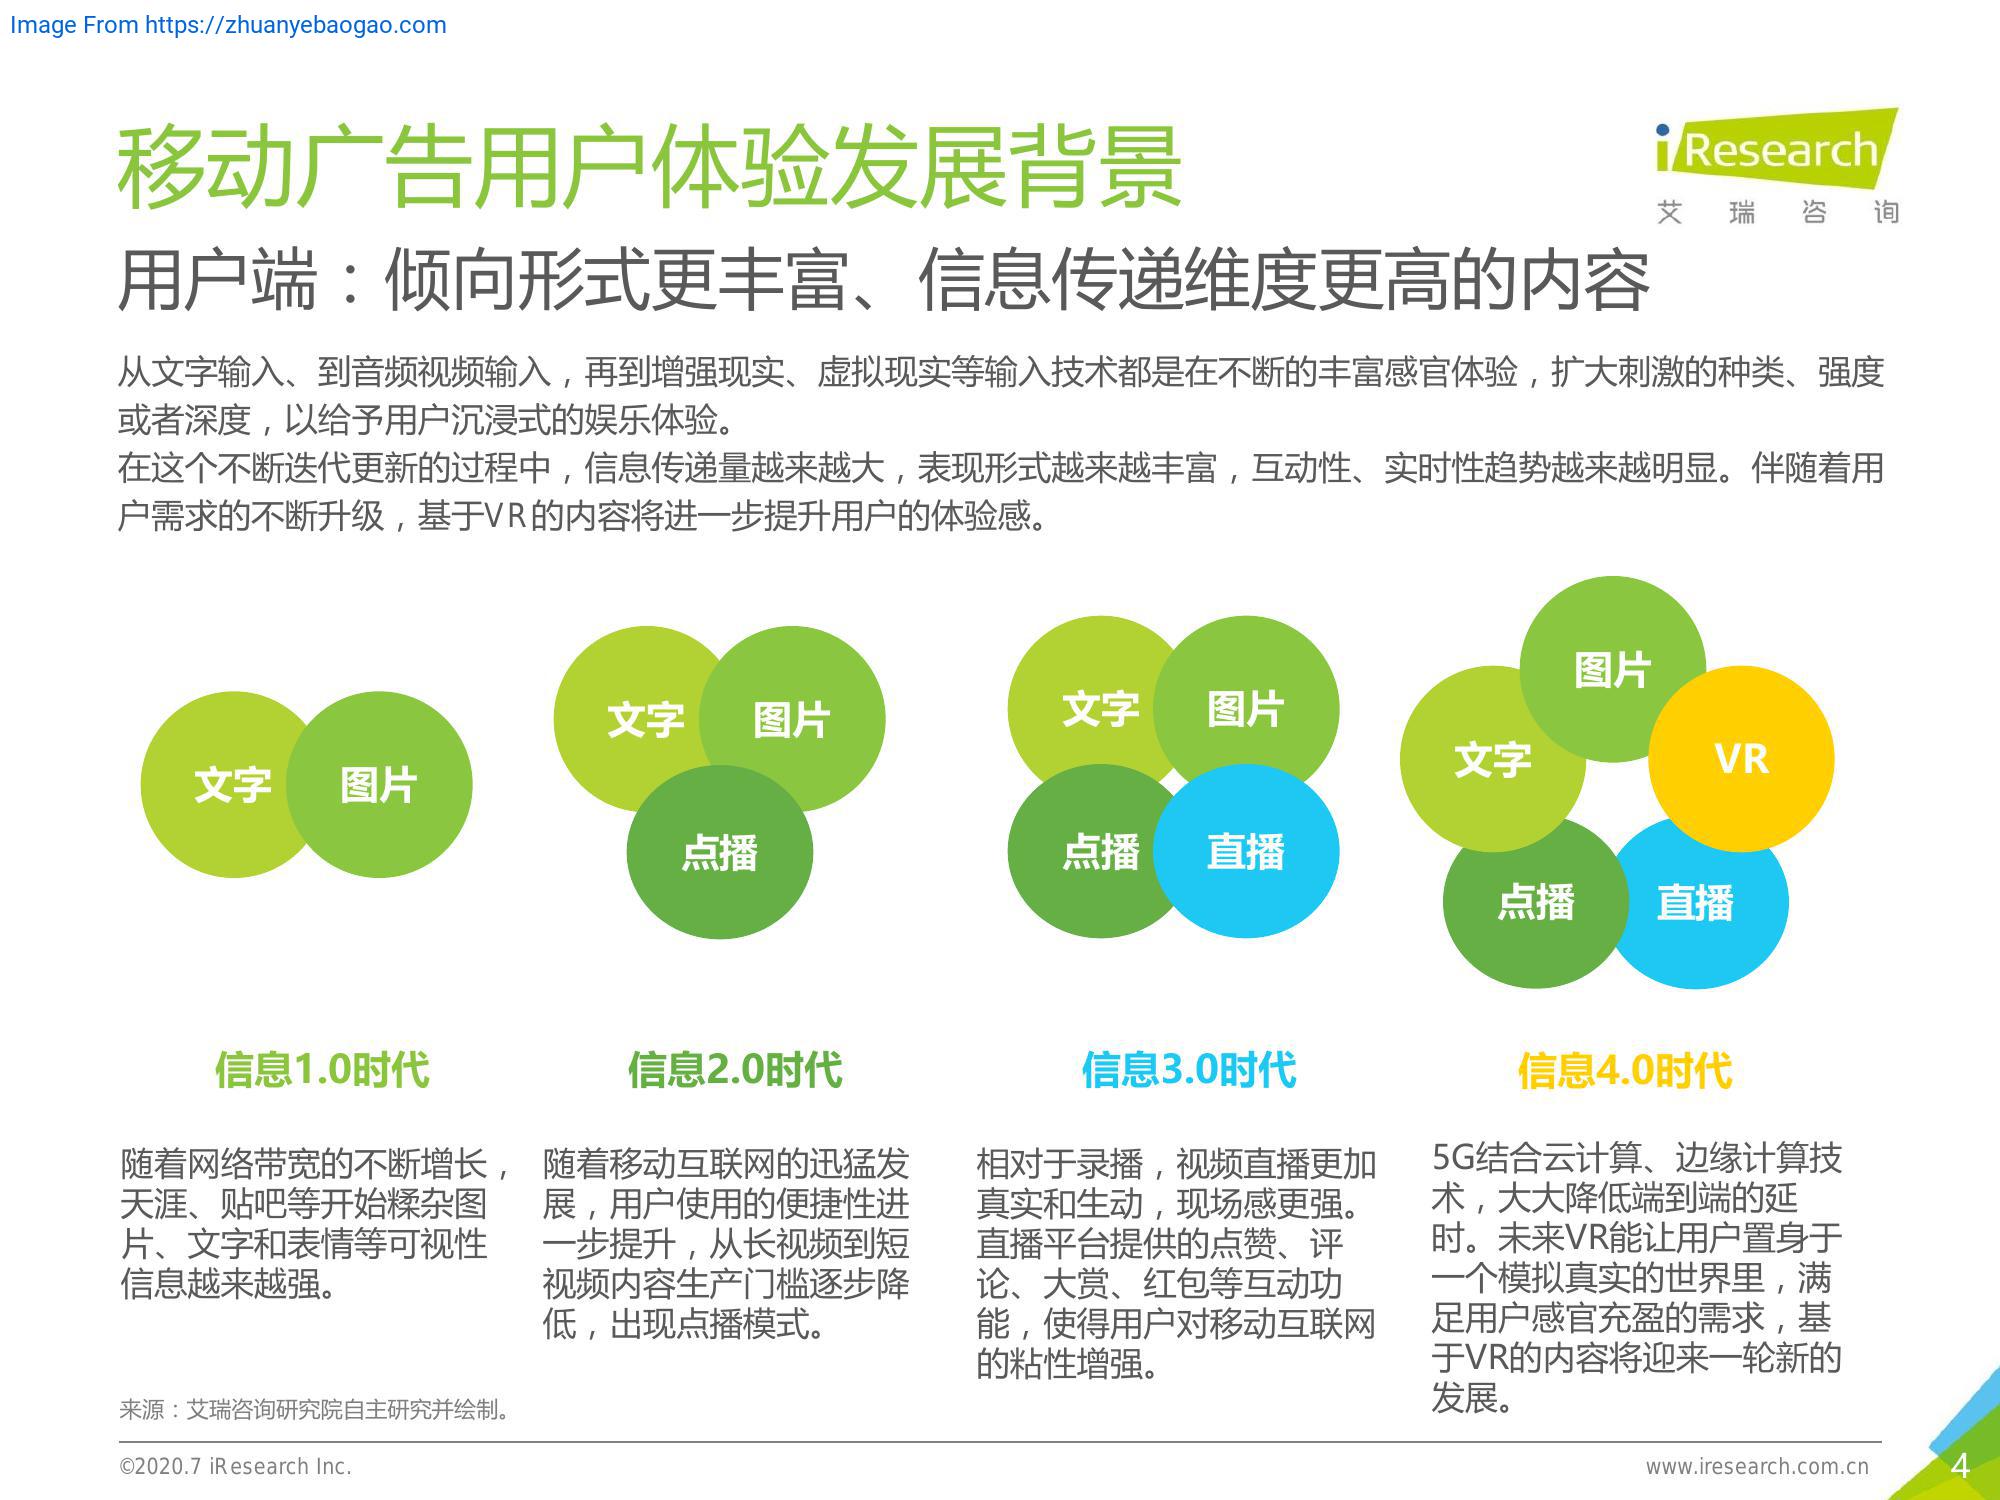 Image From https://zhuanyebaogao.com
移动广告用户体验发展背景
iResearch
艾瑞咨询
用户端：倾向形式更丰富、信息传递维度更高的内容
从文字输入、到音频视频输入，再到增强现实、虚拟现实等输入技术都是在不断的丰富感官体验，扩大刺激的种类、强度
或者深度，以给予用户沉浸式的娱乐体验。
在这个不断迭代更新的过程中，信息传递量越来越大，表现形式越来越丰富，互动性、实时性趋势越来越明显。伴随着用
户需求的不断升级，基于VR的内容将进一步提升用户的体验感。
文字
图片
文字
图片
点播
文字
图片
点播
直播
图片
文字
VR
点播
直播
信息1.0时代
信息2.0时代
信息3.0时代
信息4.0时代
随着网络带宽的不断增长，
天涯、贴吧等开始糅杂图
片、文字和表情等可视性
信息越来越强。
随着移动互联网的迅猛发
展，用户使用的便捷性进
一步提升，从长视频到短
视频内容生产门槛逐步降
低，出现点播模式。
相对于录播，视频直播更加
真实和生动，现场感更强。
直播平台提供的点赞、评
论、大赏、红包等互动功
能，使得用户对移动互联网
的粘性增强。
5G结合云计算、边缘计算技
术，大大降低端到端的延
时。未来VR能让用户置身于
一个模拟真实的世界里，满
足用户感官充盈的需求，基
于VR的内容将迎来一轮新的
发展。
来源：艾瑞咨询研究院自主研究并绘制。
©2020.7 iResearch Inc.
www.iresearch.com.cn
4